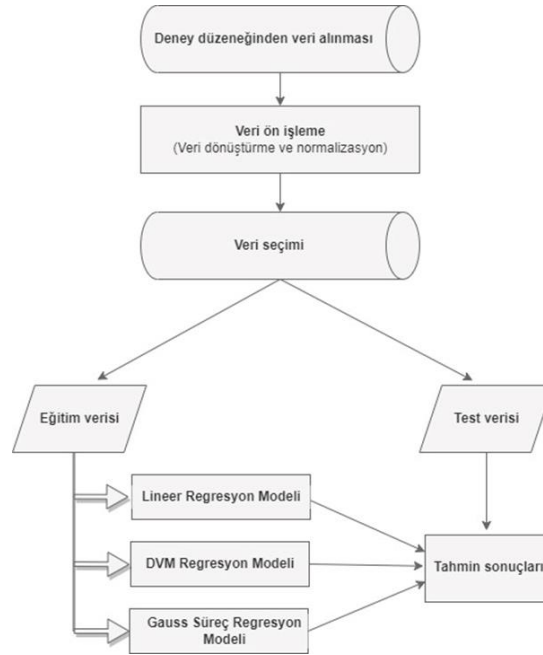 Deney düzeneğinden veri alınması
Veri ön işleme
(Veri dönüştürme ve normalizasyon)
Veri seçimi
Eğitim verisi
Test verisi
Lineer Regresyon Modeli
DVM Regresyon Modeli
Tahmin sonuçları
Gauss Süreç Regresyon
Modeli